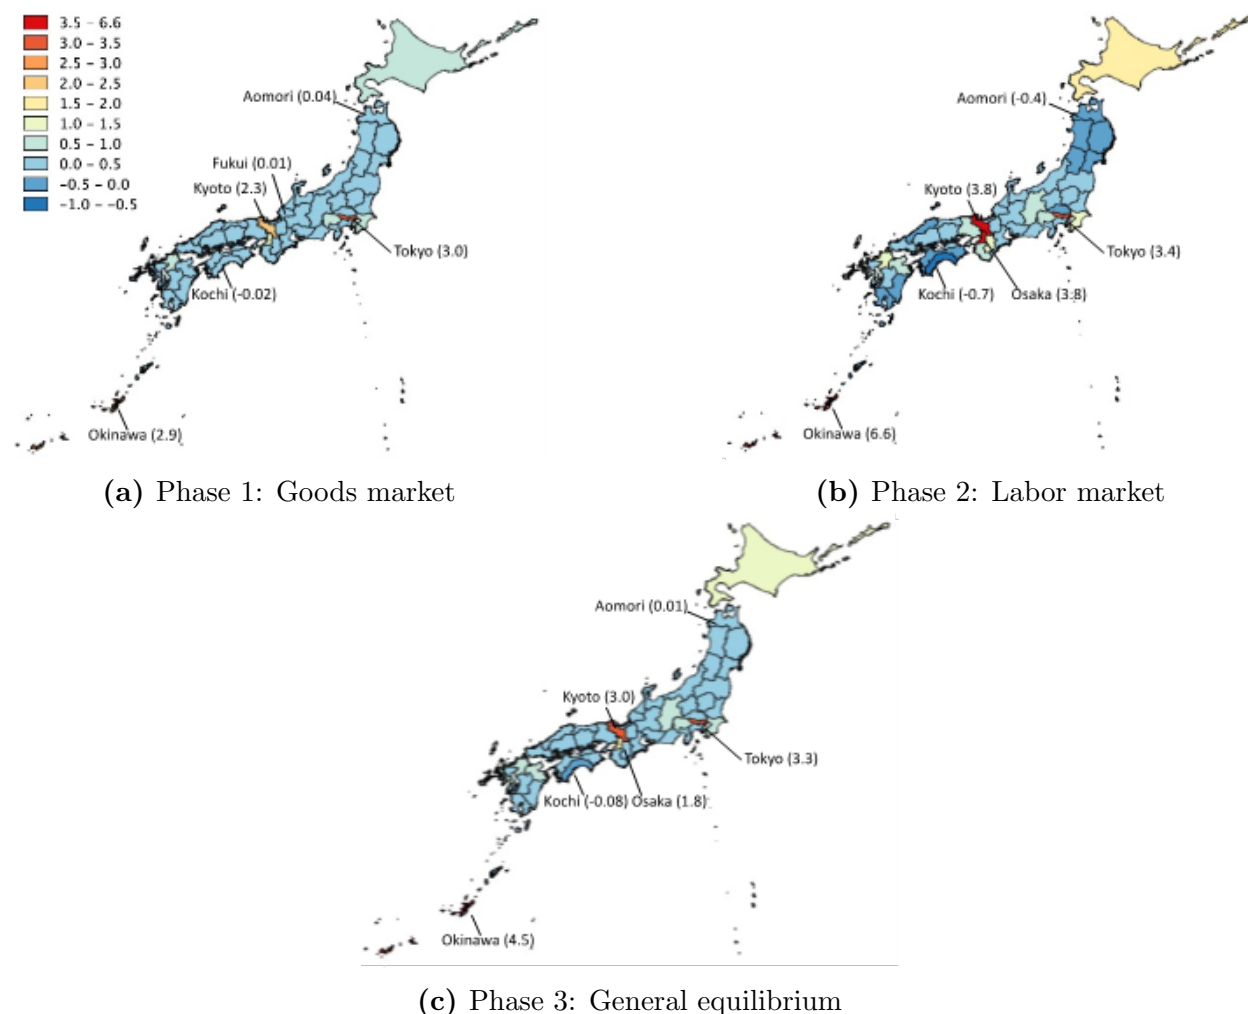 3.5 – 6.6
3.0 – 3.5
2.5 – 3.0
2.0 – 2.5
1.5 – 2.0
1.0 – 1.5
0.5 – 1.0
0.0 – 0.5
–0.5 – 0.0
–1.0 – –0.5
Aomori (0.04)
Fukui (0.01)
Kyoto (2.3)
Tokyo (3.0)
Kochi (-0.02)
Okinawa (2.9)
(a) Phase 1: Goods market
Aomori (-0.4)
Kyoto (3.8)
Tokyo (3.4)
Kochi (-0.7) Osaka (3.8)
Okinawa (6.6)
(b) Phase 2: Labor market
Aomori (0.01)
Kyoto (3.0)
Tokyo (3.3)
Kochi (-0.08) Osaka (1.8)
Okinawa (4.5)
(c) Phase 3: General equilibrium